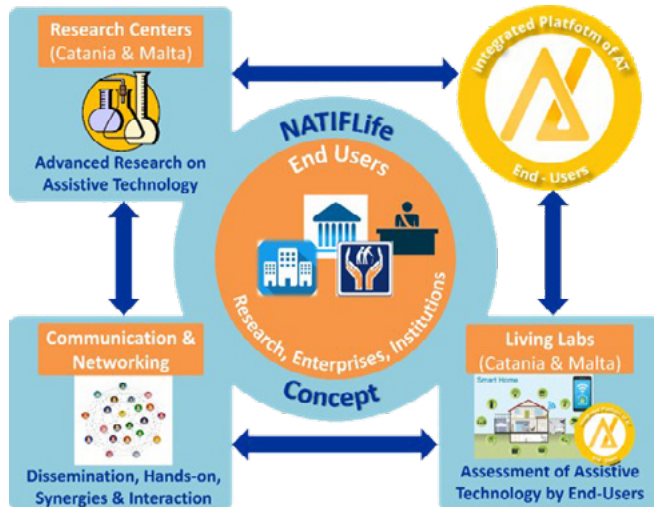 Research Centers
(Catania & Malta)
Advanced Research on
Assistive Technology
Integrated Platfotm of AT
End - Users
NATIFLife
End Users
Research, Enterprises, Institutions
Concept
Communication &
Networking
Dissemination, Hands-on,
Synergies & Interaction
Living Labs
(Catania & Malta)
Smart Home
Assessment of Assistive
Technology by End-Users